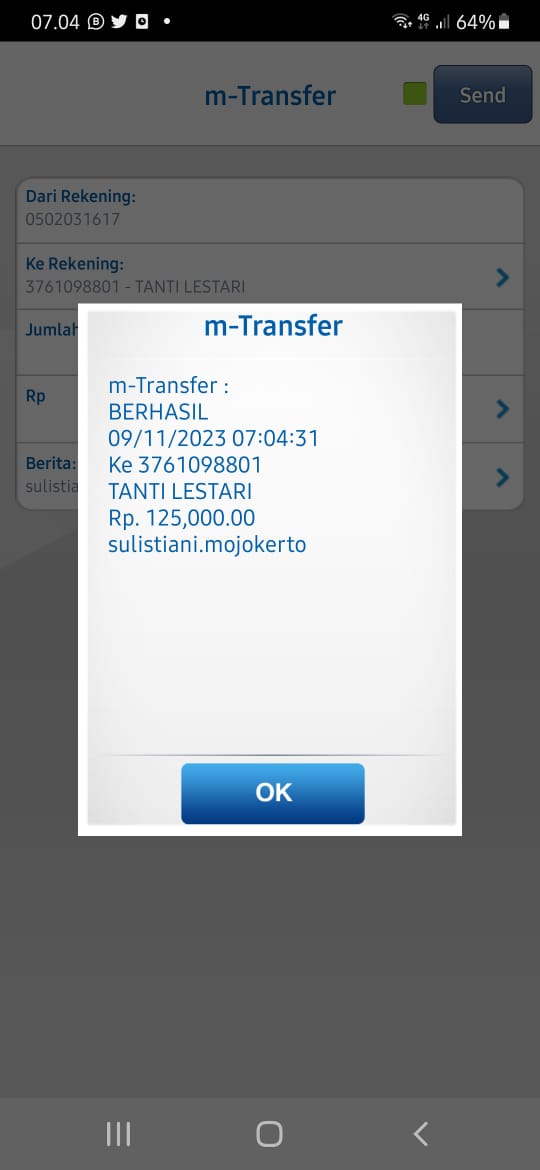 07.04
4G
64%
m-Transfer
Send
Dari Rekening:
0502031617
Ke Rekening:
3761098801 - TANTI LESTARI
Jumlah
Rp
Berita:
sulistia
m-Transfer
m-Transfer :
BERHASIL
09/11/2023 07:04:31
Ke 3761098801
TANTI LESTARI
Rp. 125,000.00
sulistiani.mojokerto
OK